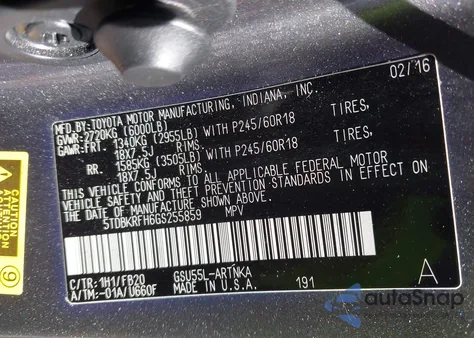 02/16
MFD.BY:TOYOTA MOTOR MANUFACTURING, INDIANA, INC.
GVWR:2720KG (6000LB)
GAWR:FRT. 1340KG (2955LB) WITH P245/60R18 TIRES,
18X7.5J RIMS.
RR. 1585KG (3505LB) WITH P245/60R18 TIRES,
18X7.5J RIMS.
THIS VEHICLE CONFORMS TO ALL APPLICABLE FEDERAL MOTOR
VEHICLE SAFETY AND THEFT PREVENTION STANDARDS IN EFFECT ON
THE DATE OF MANUFACTURE SHOWN ABOVE.
5TDBKRFH6GS255859 MPV
C/TR: 1H1/FB20 GSU55L-ARTNKA
A/TM:-01A/U660F MADE IN U.S.A. 191
A
CAUTION
9
autoSnap